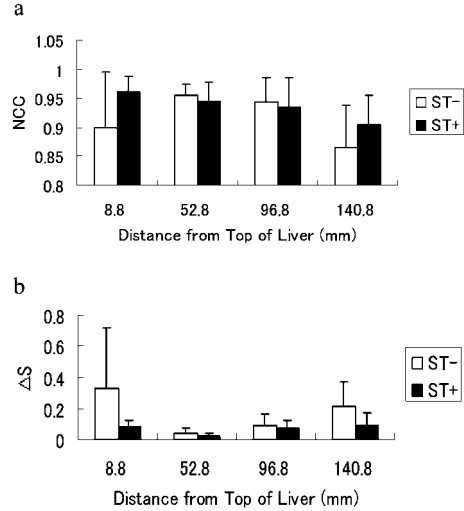 a
1.05
1
0.95
0.9
0.85
0.8
NCC
ST-
ST+
8.8 52.8 96.8 140.8
Distance from Top of Liver (mm)
b
0.8
0.6
0.4
0.2
0
△S
ST-
ST+
8.8 52.8 96.8 140.8
Distance from Top of Liver (mm)